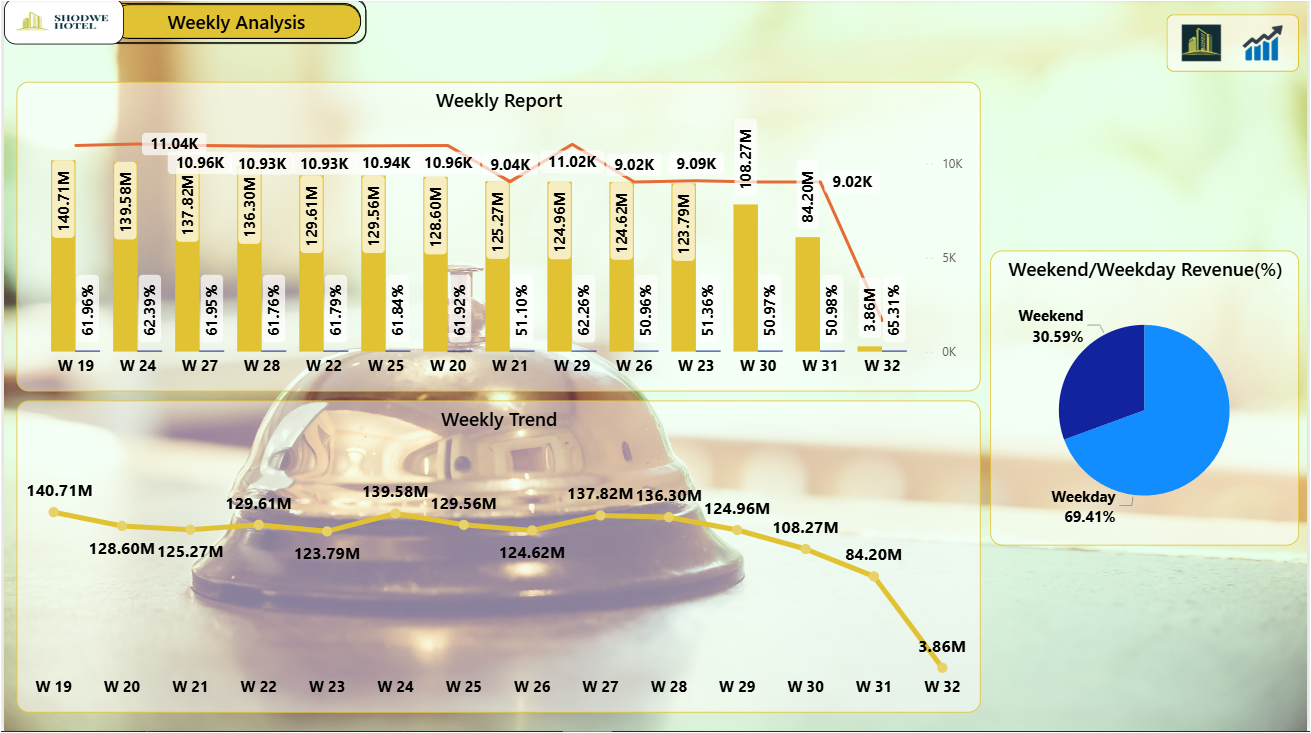 SHODWE
HOTEL
Weekly Analysis
Weekly Report
11.04K
10.96K 10.93K 10.93K 10.94K 10.96K 9.04K 11.02K 9.02K 9.09K 9.02K
140.71M 139.58M 137.82M 136.30M 129.61M 129.56M 128.60M 125.27M 124.96M 124.62M 123.79M 108.27M 84.20M 3.86M
61.96% 62.39% 61.95% 61.76% 61.79% 61.84% 61.92% 51.10% 62.26% 50.96% 51.36% 50.97% 50.98% 65.31%
10K
5K
0K
W 19 W 24 W 27 W 28 W 22 W 25 W 20 W 21 W 29 W 26 W 23 W 30 W 31 W 32
Weekly Trend
140.71M 128.60M 125.27M 129.61M 123.79M 139.58M 129.56M 124.62M 137.82M 136.30M 124.96M 108.27M 84.20M 3.86M
W 19 W 20 W 21 W 22 W 23 W 24 W 25 W 26 W 27 W 28 W 29 W 30 W 31 W 32
Weekend/Weekday Revenue(%)
Weekend
30.59%
Weekday
69.41%